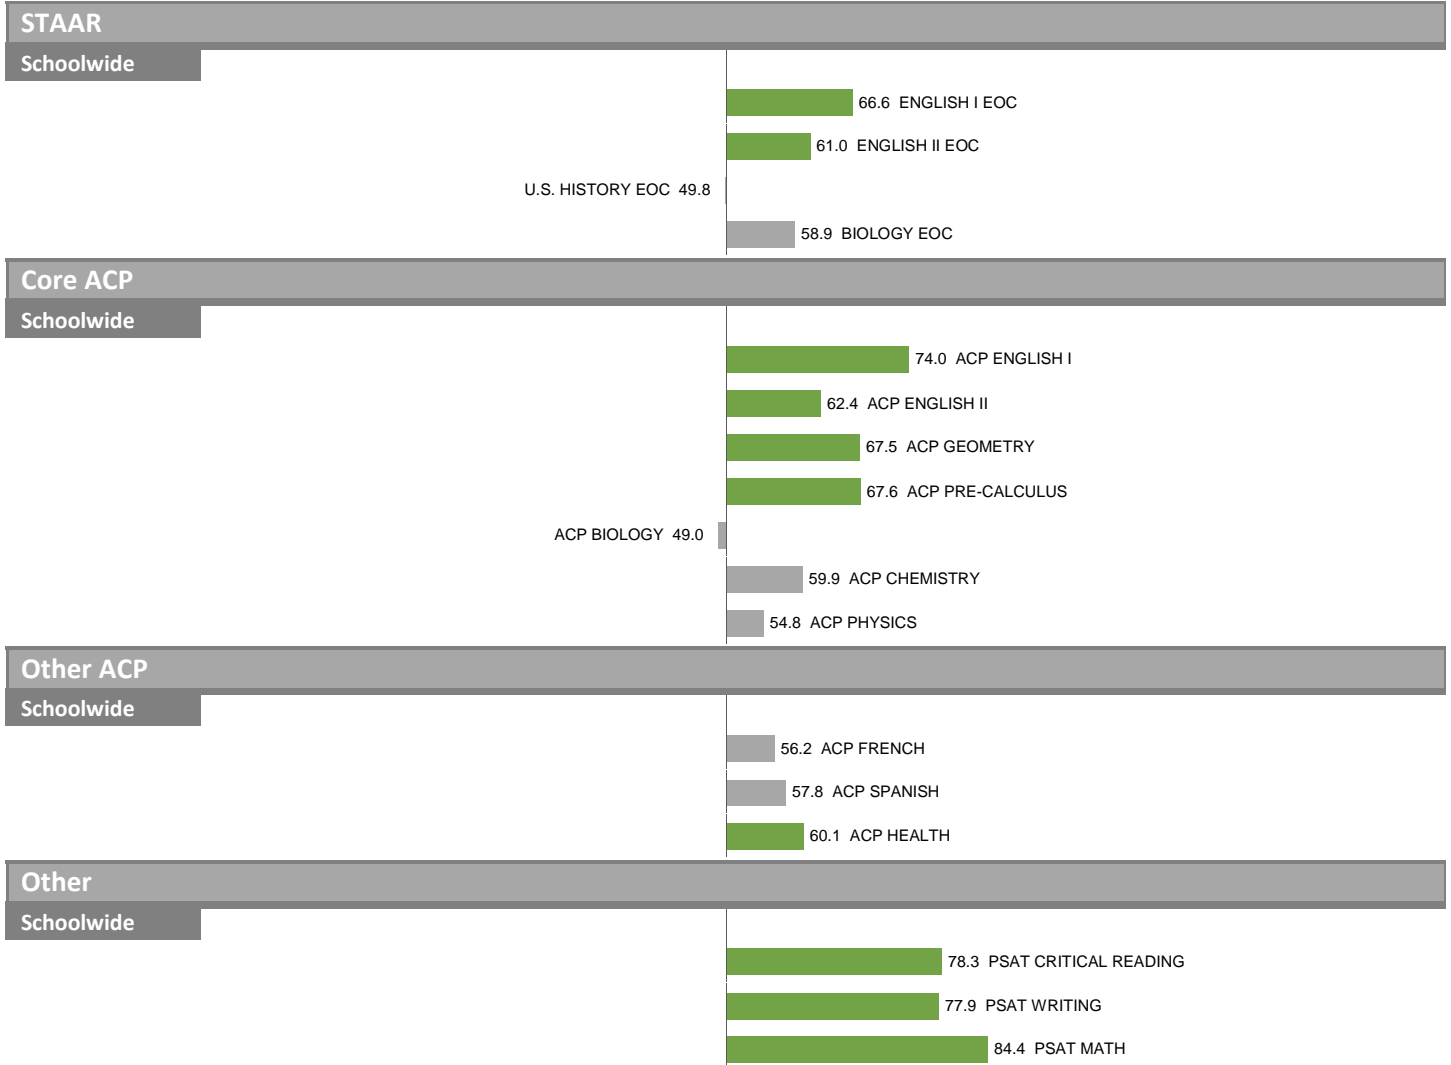 STAAR
Schoolwide
66.6 ENGLISH I EOC
61.0 ENGLISH II EOC
U.S. HISTORY EOC 49.8
58.9 BIOLOGY EOC
Core ACP
Schoolwide
74.0 ACP ENGLISH I
62.4 ACP ENGLISH II
67.5 ACP GEOMETRY
67.6 ACP PRE-CALCULUS
ACP BIOLOGY 49.0
59.9 ACP CHEMISTRY
54.8 ACP PHYSICS
Other ACP
Schoolwide
56.2 ACP FRENCH
57.8 ACP SPANISH
60.1 ACP HEALTH
Other
Schoolwide
78.3 PSAT CRITICAL READING
77.9 PSAT WRITING
84.4 PSAT MATH